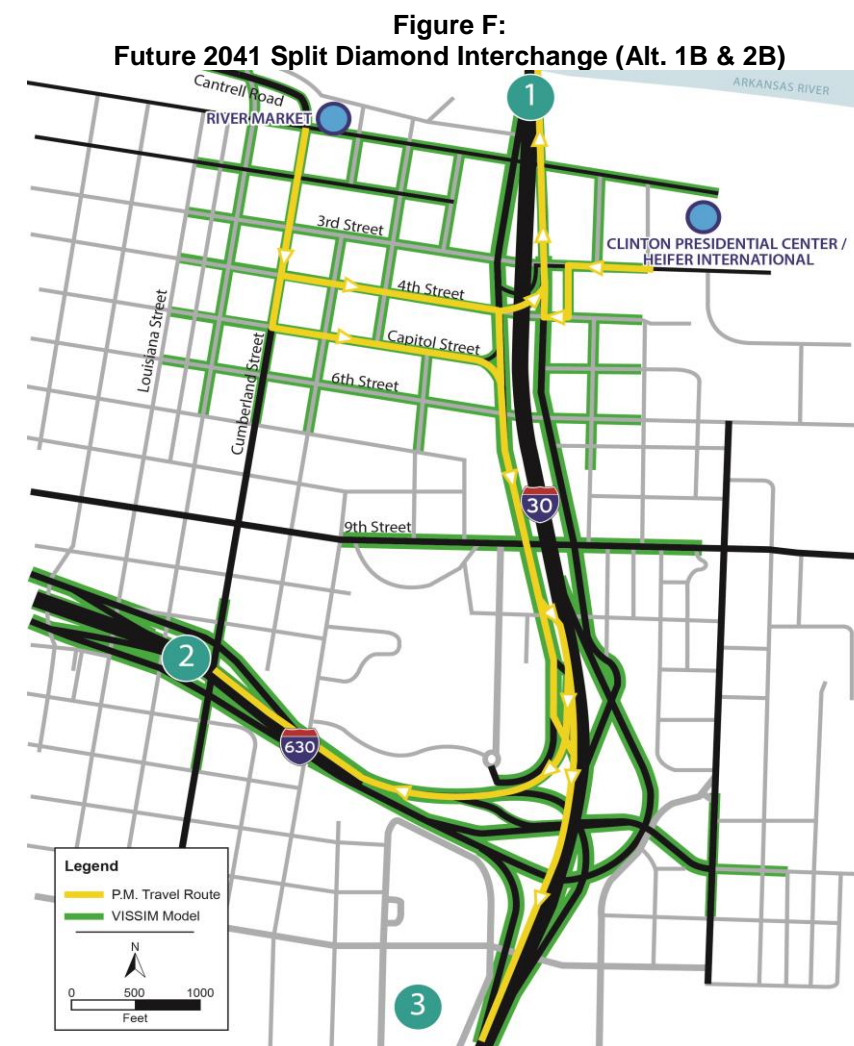 Figure F:
Future 2041 Split Diamond Interchange (Alt. 1B & 2B)
Cantrell Road
RIVER MARKET
1
ARKANSAS RIVER
CLINTON PRESIDENTIAL CENTER /
HEIFER INTERNATIONAL
3rd Street
4th Street
Capitol Street
6th Street
Louisiana Street
Cumberland Street
30
9th Street
2
630
Legend
P.M. Travel Route
VISSIM Model
N
0 500 1000
Feet
3